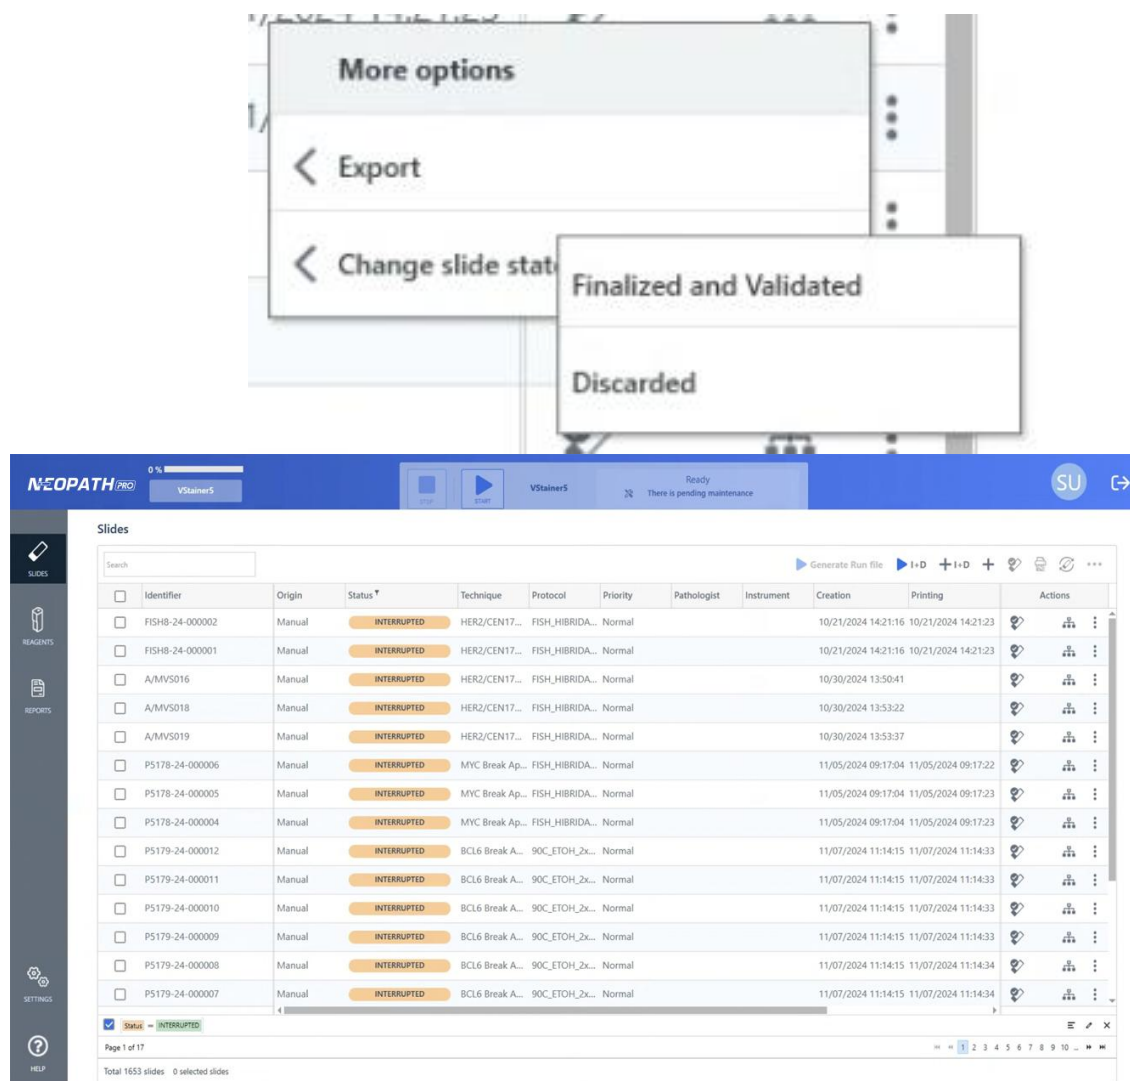 1/2024 14:21:23
More options
Export
Change slide stat
Finalized and Validated
Discarded
NEOPATH PRO
0 %
VStainer5
STOP
START
VStainer5
Ready
There is pending maintenance
SU
Slides
SLIDES
REAGENTS
REPORTS
SETTINGS
HELP
Search
Generate Run file I+D I+D
Identifier Origin Status Technique Protocol Priority Pathologist Instrument Creation Printing Actions
FISH8-24-000002 Manual INTERRUPTED HER2/CEN17... FISH_HIBRIDA... Normal 10/21/2024 14:21:16 10/21/2024 14:21:23
FISH8-24-000001 Manual INTERRUPTED HER2/CEN17... FISH_HIBRIDA... Normal 10/21/2024 14:21:16 10/21/2024 14:21:23
A/MVS016 Manual INTERRUPTED HER2/CEN17... FISH_HIBRIDA... Normal 10/30/2024 13:50:41
A/MVS018 Manual INTERRUPTED HER2/CEN17... FISH_HIBRIDA... Normal 10/30/2024 13:53:22
A/MVS019 Manual INTERRUPTED HER2/CEN17... FISH_HIBRIDA... Normal 10/30/2024 13:53:37
P5178-24-000006 Manual INTERRUPTED MYC Break Ap... FISH_HIBRIDA... Normal 11/05/2024 09:17:04 11/05/2024 09:17:22
P5178-24-000005 Manual INTERRUPTED MYC Break Ap... FISH_HIBRIDA... Normal 11/05/2024 09:17:04 11/05/2024 09:17:23
P5178-24-000004 Manual INTERRUPTED MYC Break Ap... FISH_HIBRIDA... Normal 11/05/2024 09:17:04 11/05/2024 09:17:23
P5179-24-000012 Manual INTERRUPTED BCL6 Break A... 90C_ETOH_2x... Normal 11/07/2024 11:14:15 11/07/2024 11:14:33
P5179-24-000011 Manual INTERRUPTED BCL6 Break A... 90C_ETOH_2x... Normal 11/07/2024 11:14:15 11/07/2024 11:14:33
P5179-24-000010 Manual INTERRUPTED BCL6 Break A... 90C_ETOH_2x... Normal 11/07/2024 11:14:15 11/07/2024 11:14:33
P5179-24-000009 Manual INTERRUPTED BCL6 Break A... 90C_ETOH_2x... Normal 11/07/2024 11:14:15 11/07/2024 11:14:33
P5179-24-000008 Manual INTERRUPTED BCL6 Break A... 90C_ETOH_2x... Normal 11/07/2024 11:14:15 11/07/2024 11:14:34
P5179-24-000007 Manual INTERRUPTED BCL6 Break A... 90C_ETOH_2x... Normal 11/07/2024 11:14:15 11/07/2024 11:14:34
Status = INTERRUPTED
Page 1 of 17
1 2 3 4 5 6 7 8 9 10 ...
Total 1653 slides 0 selected slides